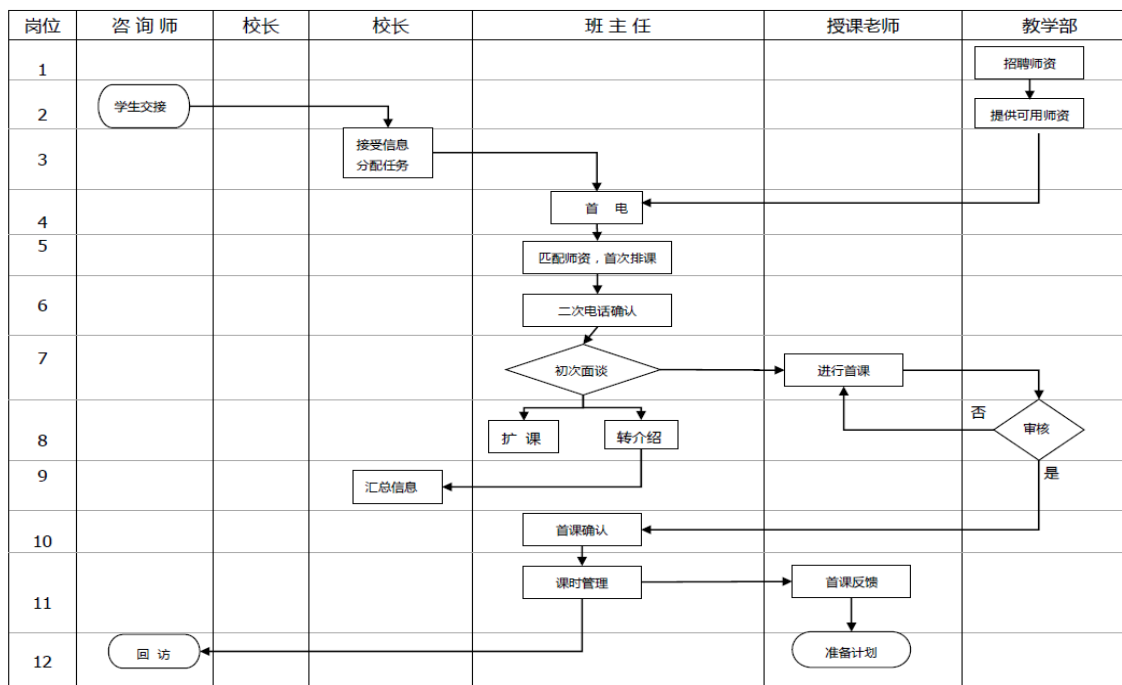 岗位 咨 询 师 校长 校长 班 主 任 授课老师 教学部
1 招聘师资
2 学生交接 提供可用师资
3 接受信息
分配任务
4 首 电
5 匹配师资，首次排课
6 二次电话确认
7 初次面谈 进行首课
否
8 扩 课 转介绍 审核
9 汇总信息 是
10 首课确认
11 课时管理 首课反馈
12 回 访 准备计划